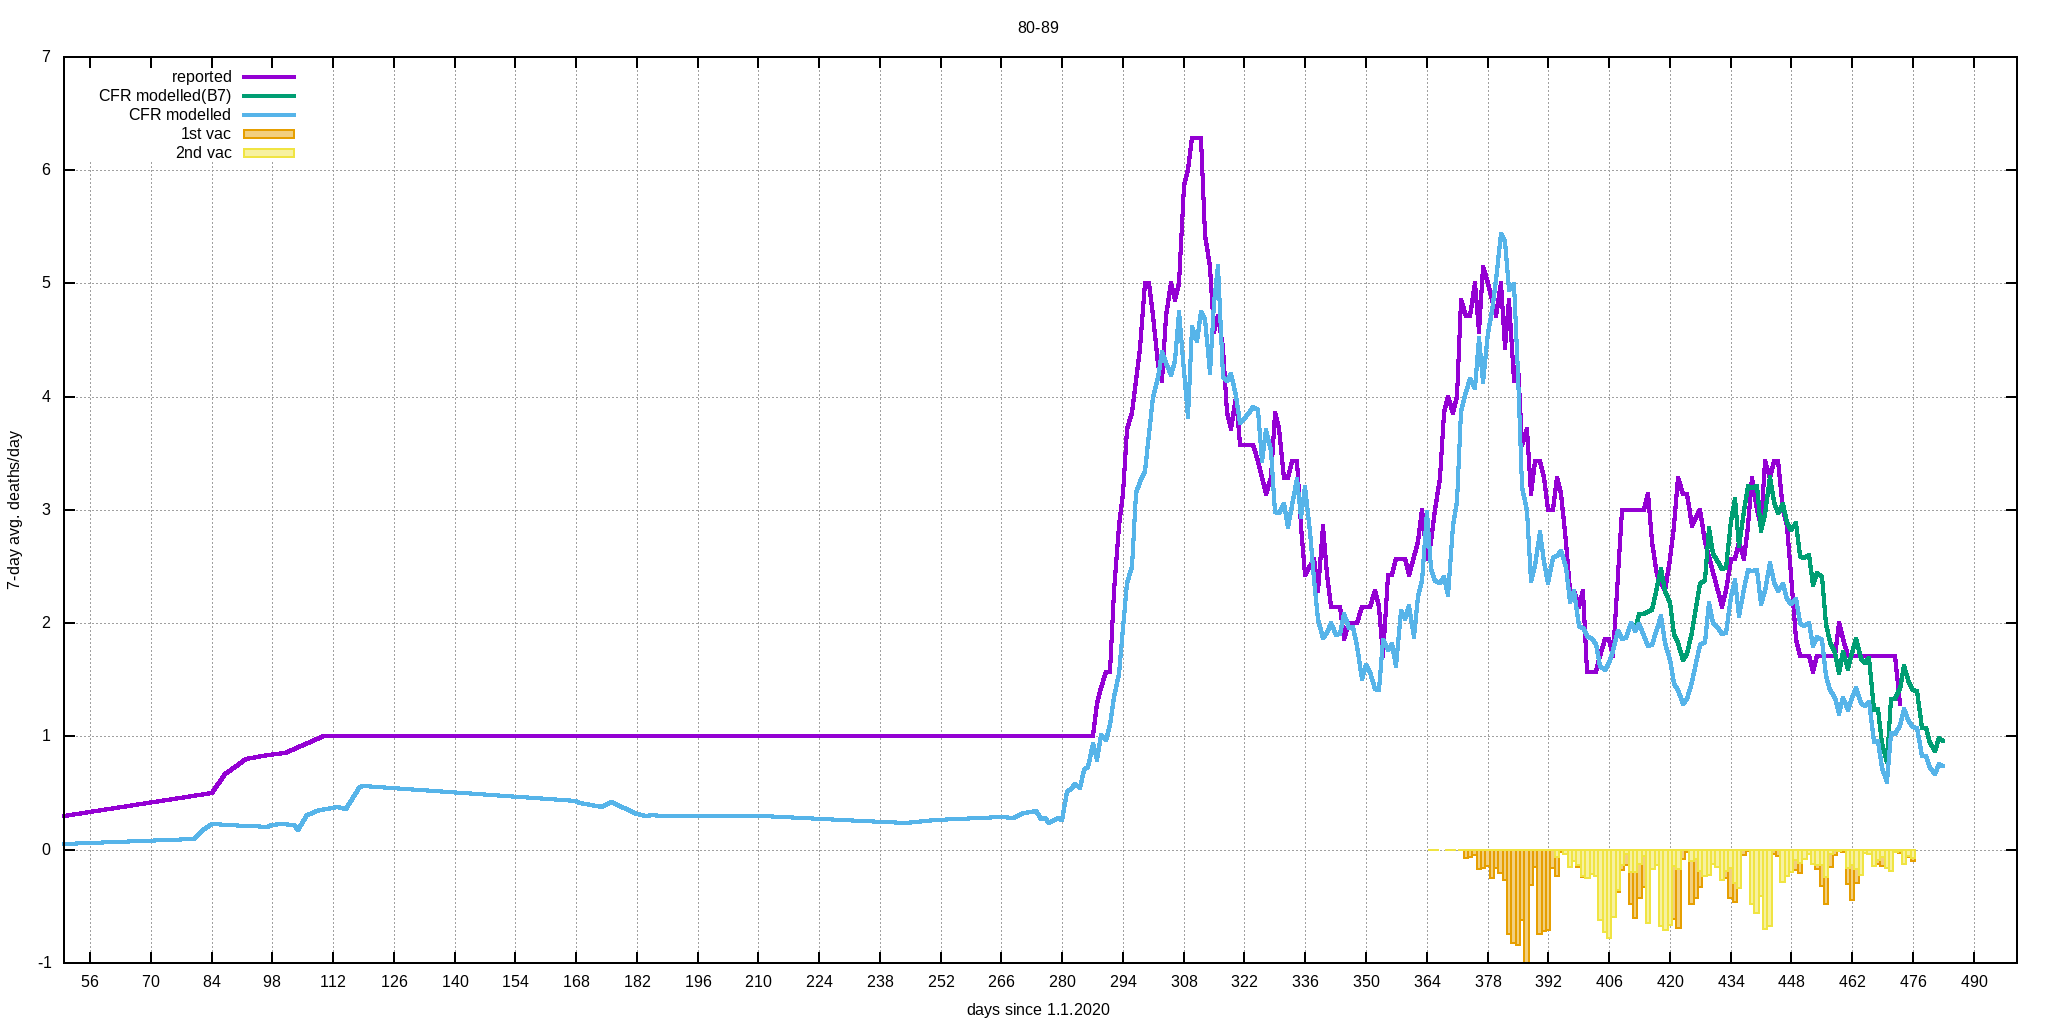 80-89
reported
CFR modelled(B7)
CFR modelled
1st vac
2nd vac
7
6
5
4
3
2
1
0
-1
7-day avg. deaths/day
56 70 84 98 112 126 140 154 168 182 196 210 224 238 252 266 280 294 308 322 336 350 364 378 392 406 420 434 448 462 476 490
days since 1.1.2020